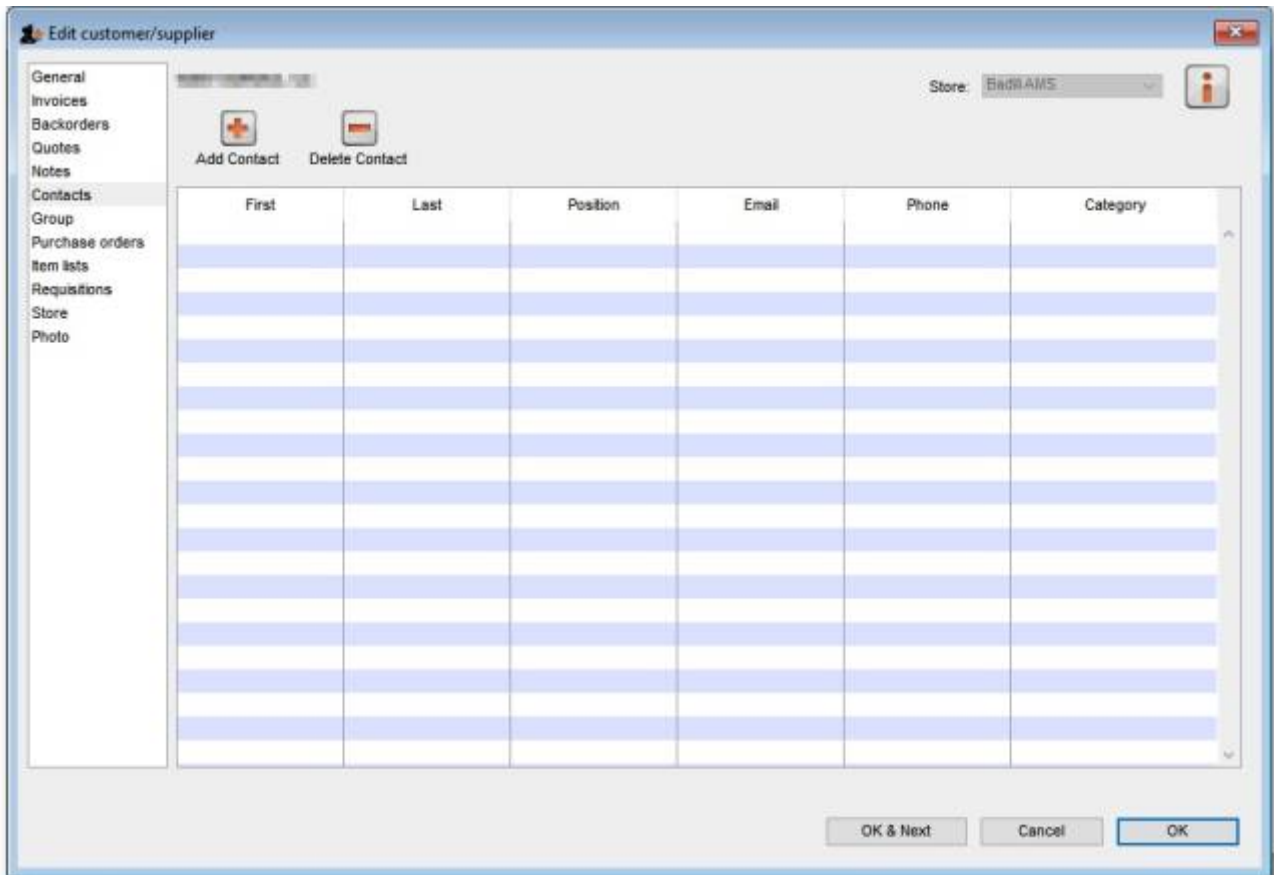 Edit customer/supplier
General
Invoices
Backorders
Quotes
Notes
Contacts
Group
Purchase orders
Item lists
Requisitions
Store
Photo
Store:
Add Contact Delete Contact
First Last Position Email Phone Category
OK & Next Cancel OK